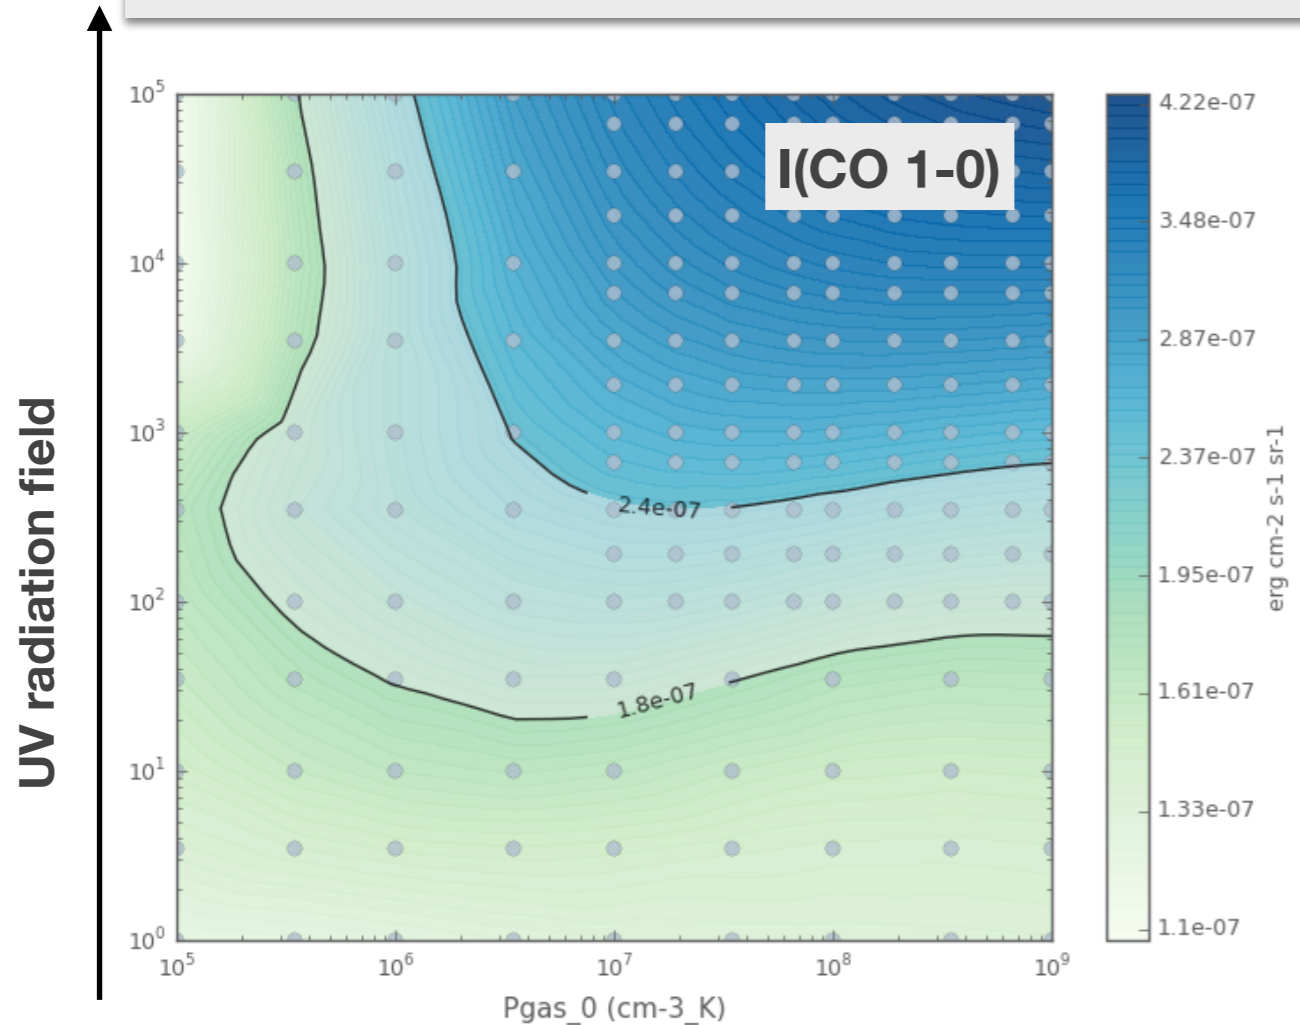 UV radiation field
10^5
10^4
10^3
10^2
10^1
10^0
I(CO 1-0)
2.4e-07
1.8e-07
10^5 10^6 10^7 10^8 10^9
Pgas_0 (cm-3_K)
4.22e-07
3.48e-07
2.87e-07
2.37e-07
1.95e-07
1.61e-07
1.33e-07
1.1e-07
erg cm-2 s-1 sr-1